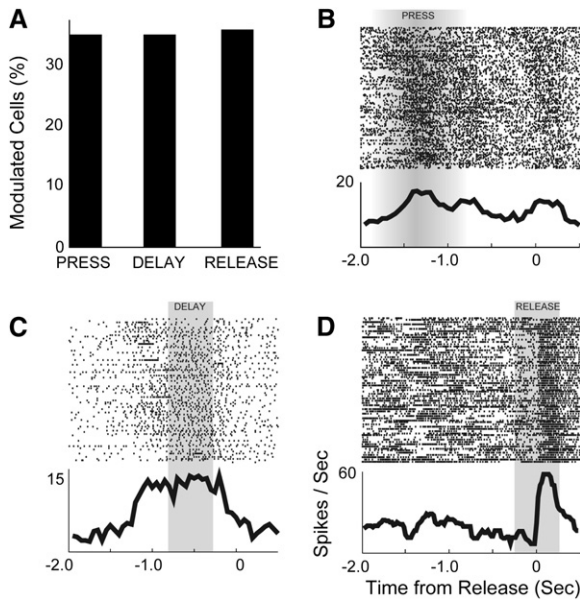 A
Modulated Cells (%)
30
20
10
0
PRESS DELAY RELEASE
B
PRESS
20
-2.0 -1.0 0
C
DELAY
15
-2.0 -1.0 0
D
RELEASE
60
Spikes / Sec
-2.0 -1.0 0
Time from Release (Sec)